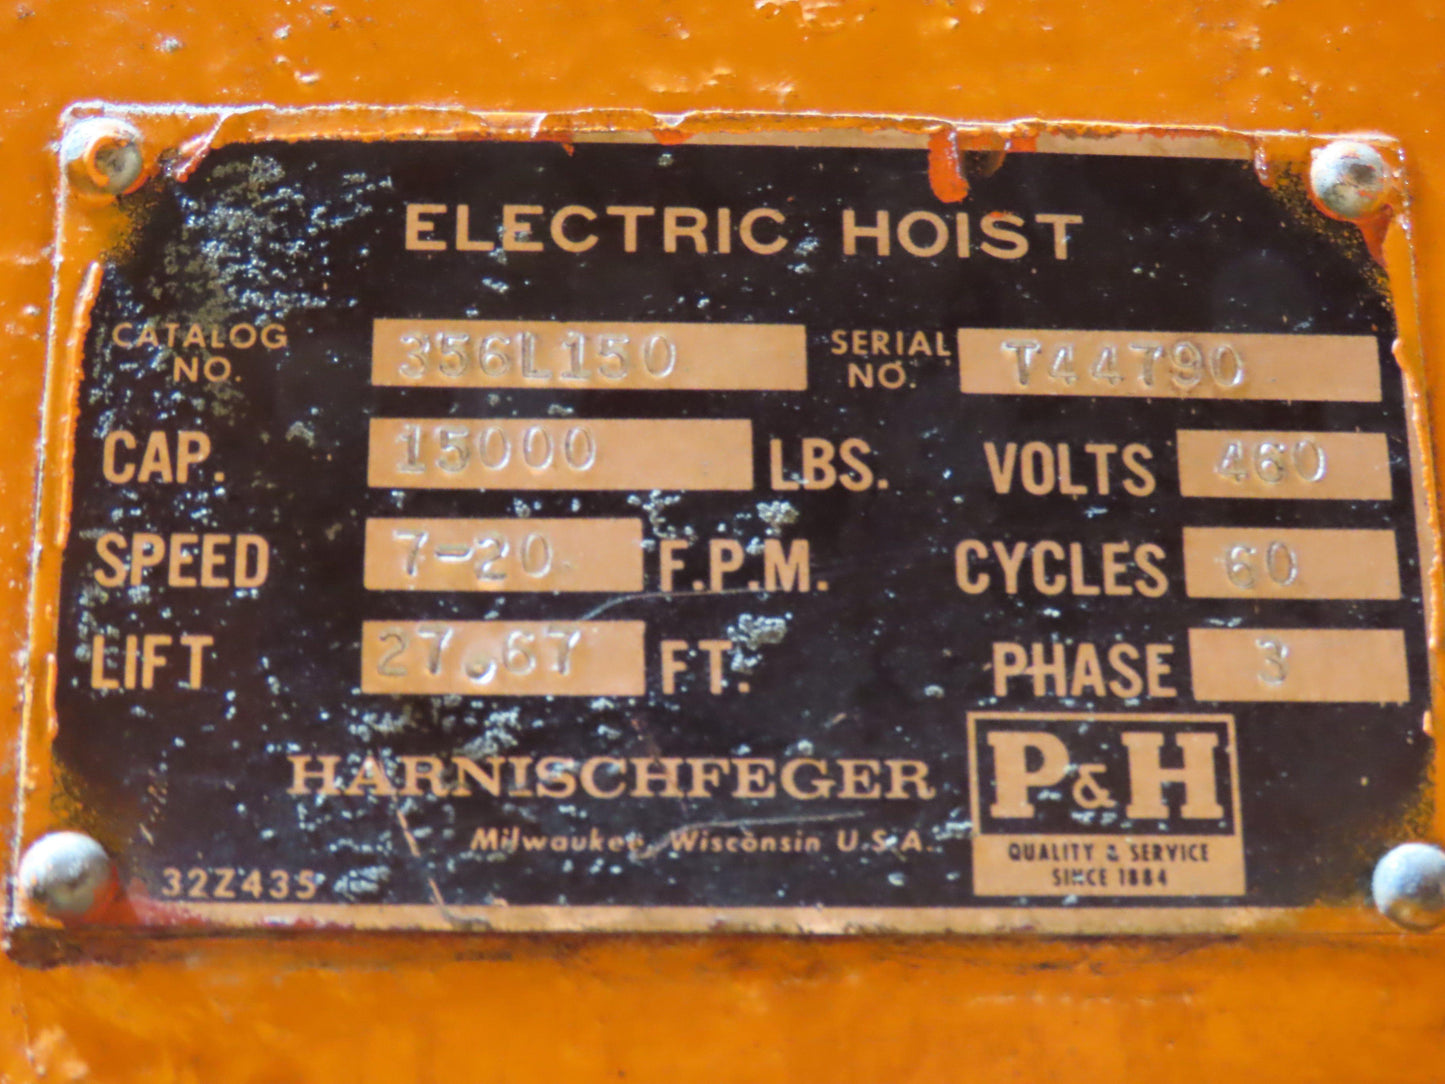 ELECTRIC HOIST
CATALOG NO. 356L150 SERIAL NO. T44790
CAP. 15000 LBS. VOLTS 460
SPEED 7-20 F.P.M. CYCLES 60
LIFT 27.67 FT. PHASE 3
HARNISCHFEGER
Milwaukee, Wisconsin U.S.A.
32Z435
P&H
QUALITY & SERVICE
SINCE 1884